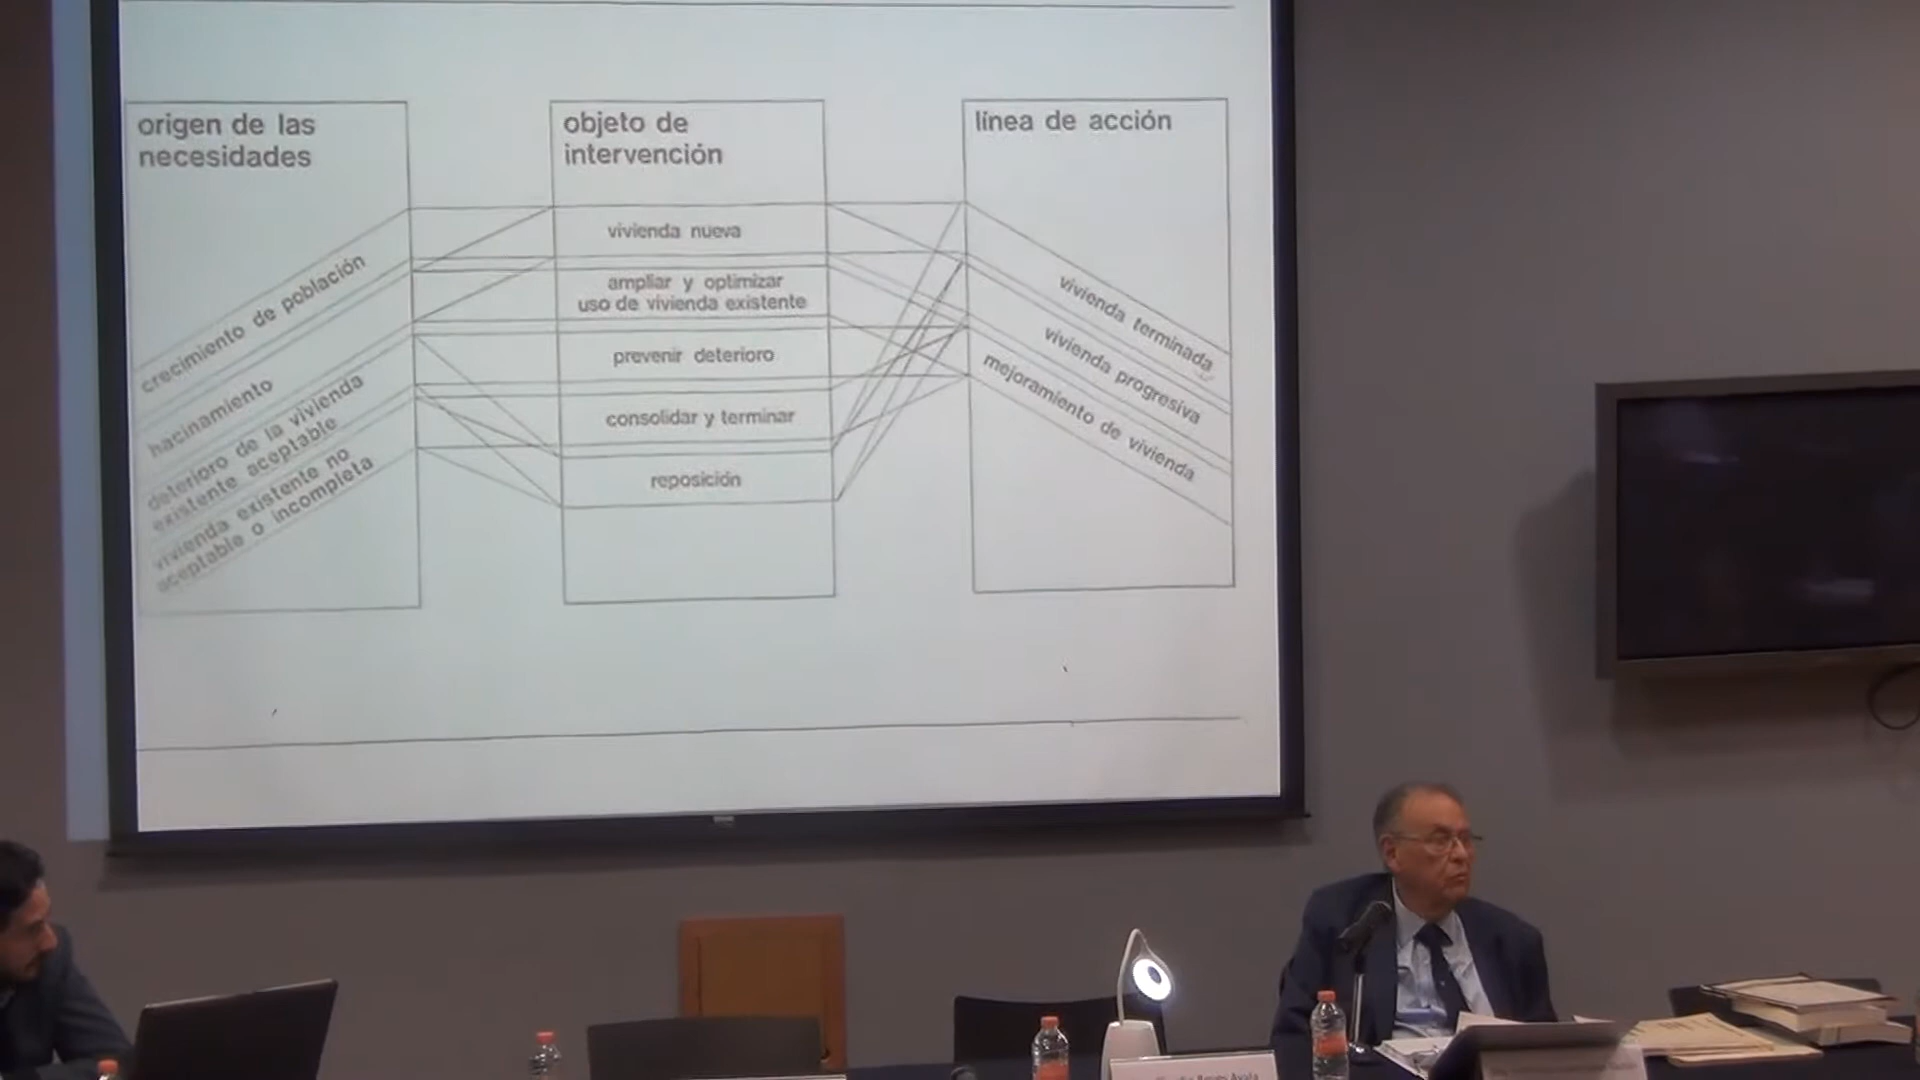 origen de las
necesidades
crecimiento de población
hacinamiento
deterioro de la vivienda
existente aceptable
vivienda existente no
aceptable o incompleta
objeto de
intervención
vivienda nueva
ampliar y optimizar
uso de vivienda existente
prevenir deterioro
consolidar y terminar
reposición
línea de acción
vivienda terminada
vivienda progresiva
mejoramiento de vivienda